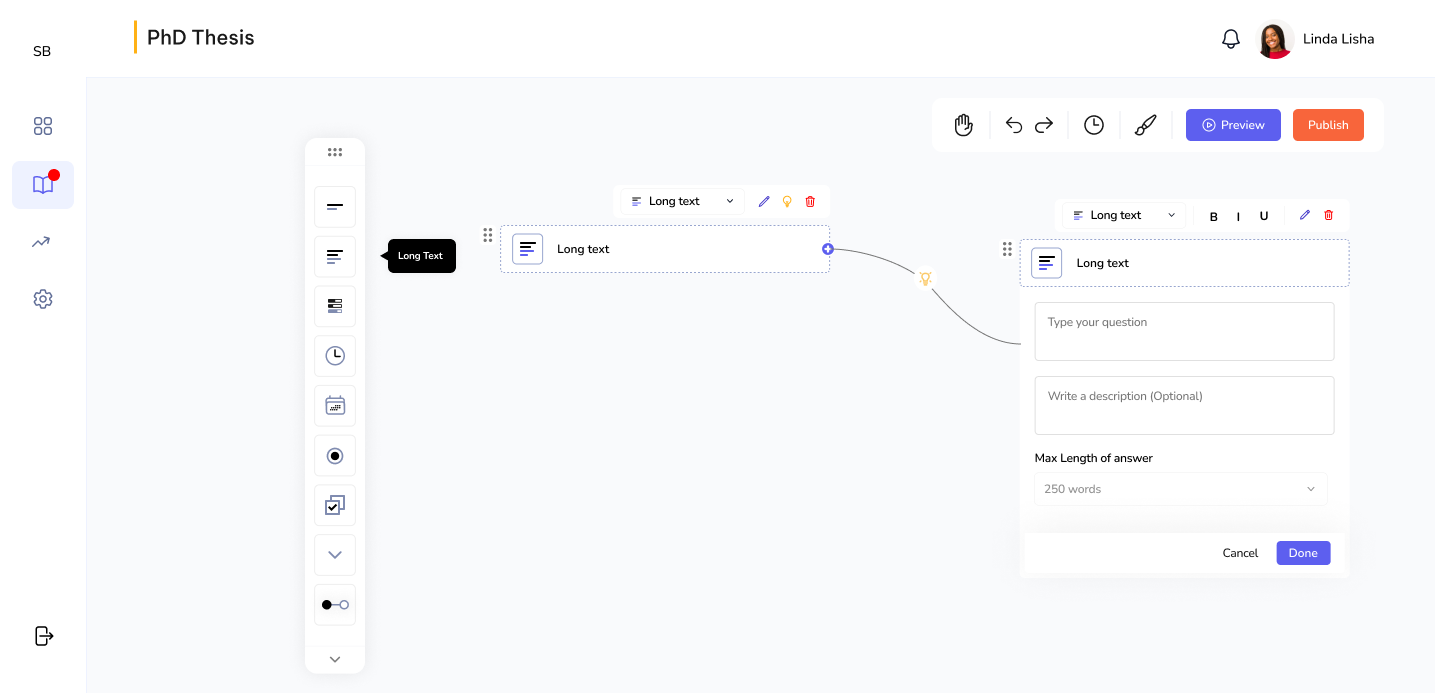 SB
PhD Thesis
Linda Lisha
Preview
Publish
Long Text
Long text
Long text
Long text
B I U
Long text
Type your question
Write a description (Optional)
Max Length of answer
250 words
Cancel
Done